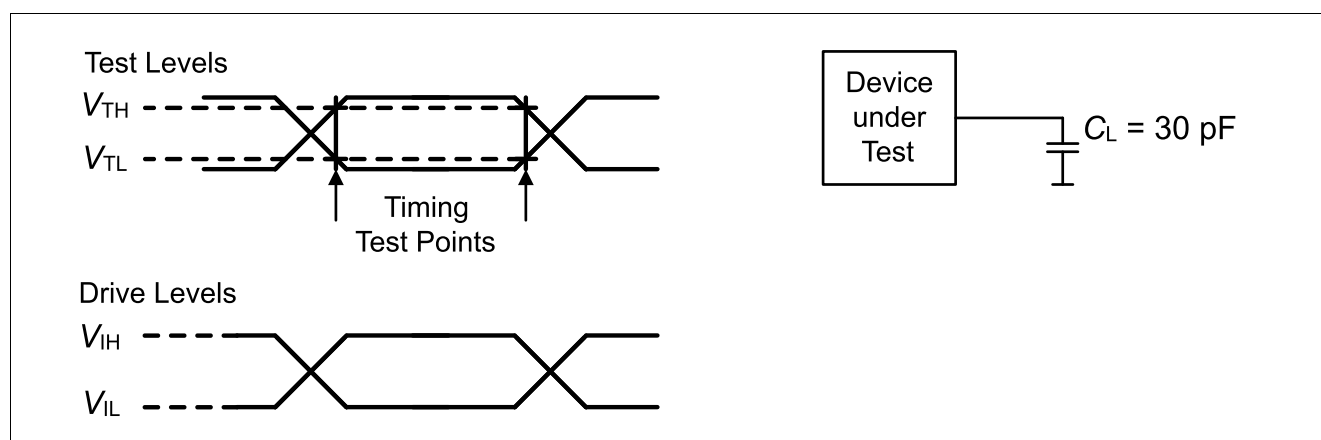 Test Levels
VTH
VTL
Timing
Test Points
Device
under
Test
CL = 30 pF
Drive Levels
VIH
VIL